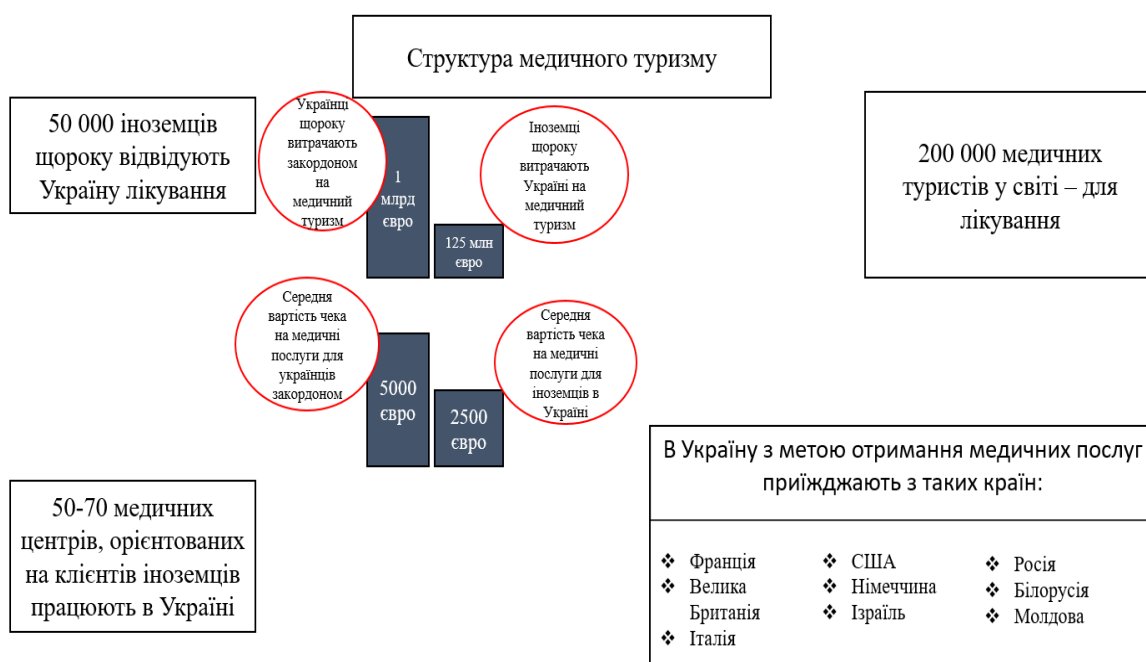 Структура медичного туризму
50 000 іноземців
щороку відвідують
Україну лікування
Українці
щороку
витрачають
закордоном
на
медичний
туризм
1
млрд
євро
Іноземці
щороку
витрачають
Україні на
медичний
туризм
125 млн
євро
200 000 медичних
туристів у світі – для
лікування
Середня
вартість чека
на медичні
послуги для
українців
закордоном
5000
євро
Середня
вартість чека
на медичні
послуги для
іноземців в
Україні
2500
євро
50-70 медичних
центрів, орієнтованих
на клієнтів іноземців
працюють в Україні
В Україну з метою отримання медичних послуг
приїжджають з таких країн:
❖ Франція
❖ Велика
Британія
❖ Італія
❖ США
❖ Німеччина
❖ Ізраїль
❖ Росія
❖ Білорусія
❖ Молдова